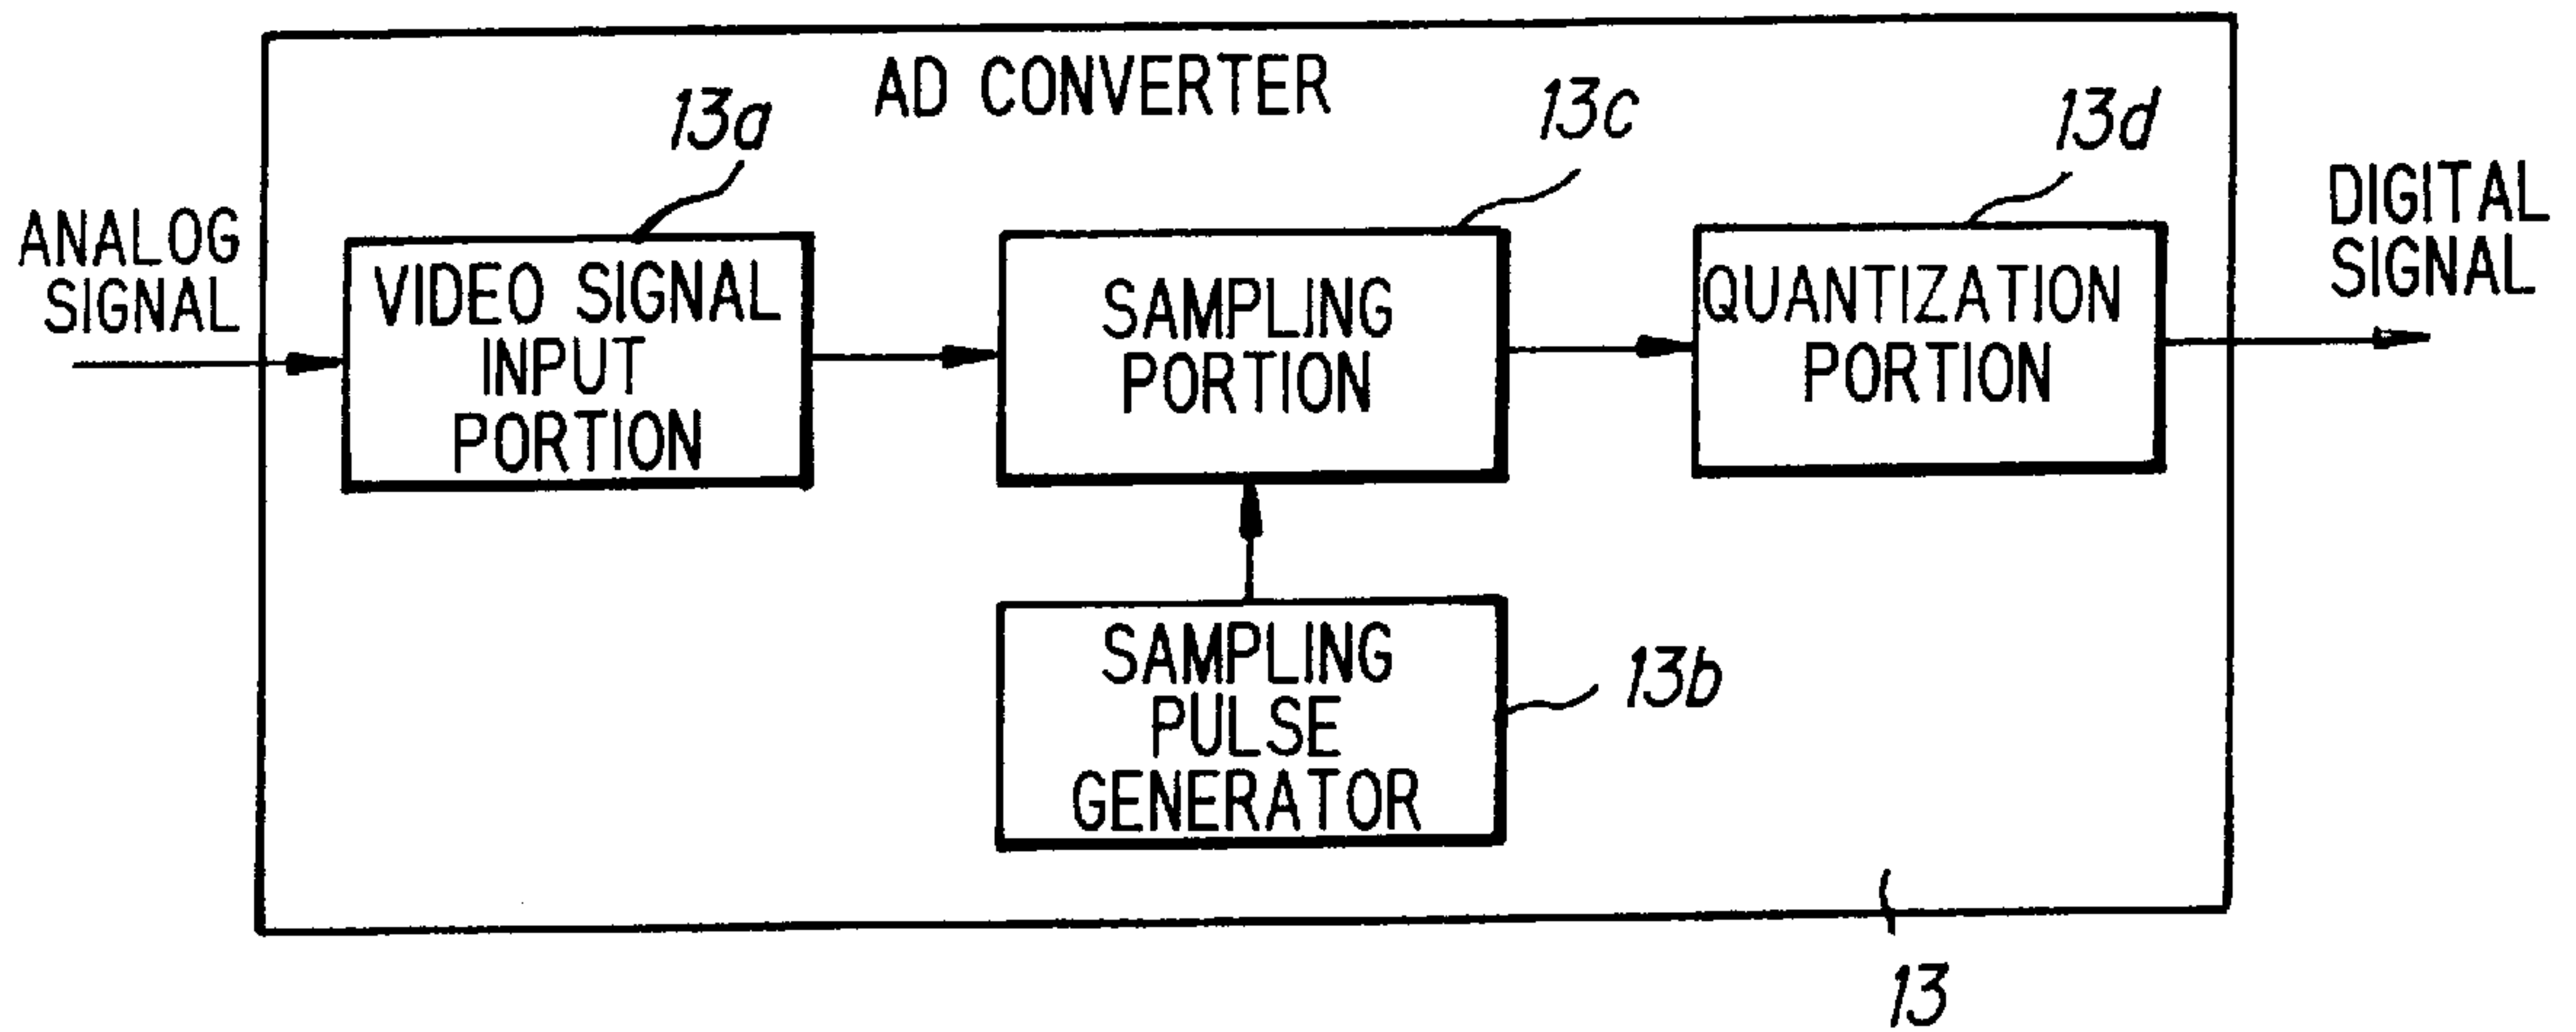 AD CONVERTER
13a
13c
13d
ANALOG
SIGNAL
VIDEO SIGNAL
INPUT
PORTION
SAMPLING
PORTION
QUANTIZATION
PORTION
DIGITAL
SIGNAL
SAMPLING
PULSE
GENERATOR
13b
13